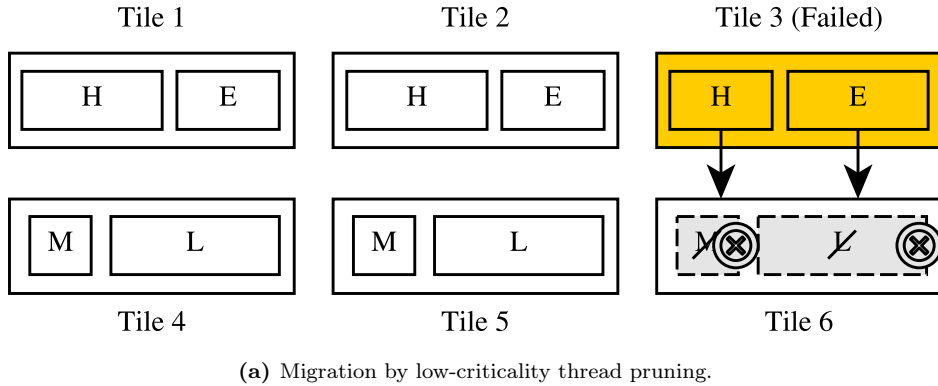 Tile 1 Tile 2 Tile 3 (Failed)
H E H E H E
M L M L M L
Tile 4 Tile 5 Tile 6
(a) Migration by low-criticality thread pruning.